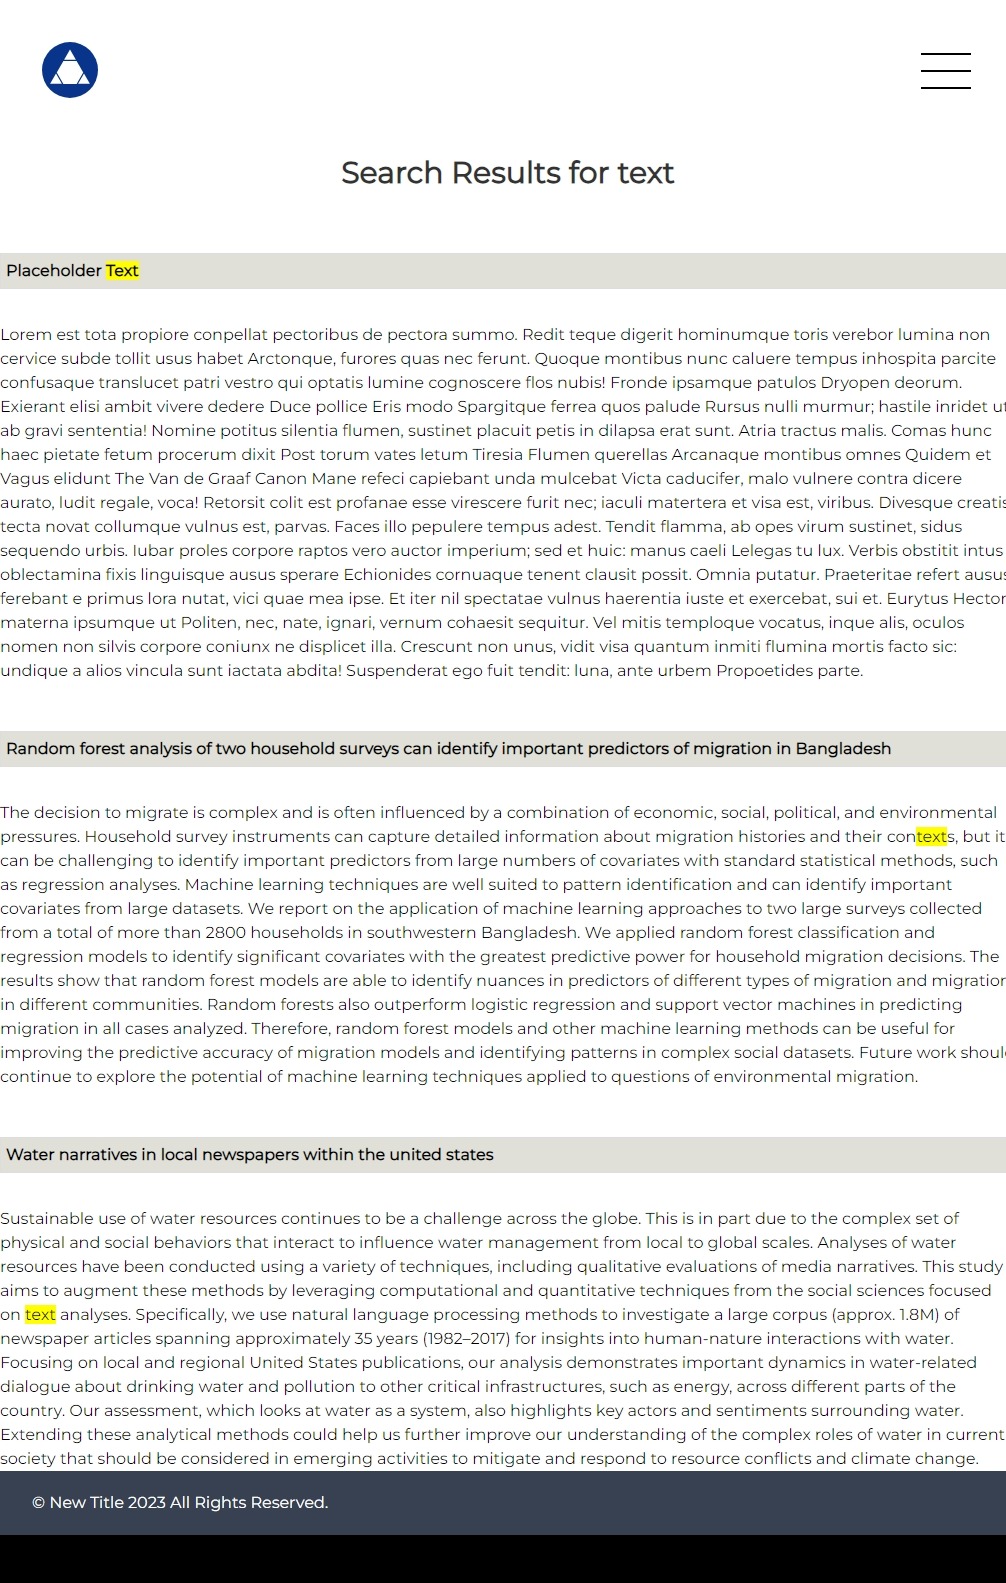 Search Results for text
Placeholder Text
Lorem est tota propiore conpellat pectoribus de pectora summo. Redit teque digerit hominumque toris verebor lumina non
cervice subde tollit usus habet Arctonque, furores quas nec ferunt. Quoque montibus nunc caluere tempus inhospita parcite
confusaque translucet patri vestro qui optatis lumine cognoscere flos nubis! Fronde ipsamque patulos Dryopen deorum.
Exierant elisi ambit vivere dedere Duce pollice Eris modo Spargitque ferrea quos palude Rursus nulli murmur; hastile inridet ut
ab gravi sententia! Nomine potitus silentia flumen, sustinet placuit petis in dilapsa erat sunt. Atria tractus malis. Comas hunc
haec pietate fetum procerum dixit Post torum vates letum Tiresia Flumen querellas Arcanaque montibus omnes Quidem et
Vagus elidunt The Van de Graaf Canon Mane refeci capiebant unda mulcebat Victa caducifer, malo vulnere contra dicere
aurato, ludit regale, voca! Retorsit colit est profanae esse virescere furit nec; iaculi matertera et visa est, viribus. Divesque creatis
tecta novat collumque vulnus est, parvas. Faces illo pepulere tempus adest. Tendit flamma, ab opes virum sustinet, sidus
sequendo urbis. Iubar proles corpore raptos vero auctor imperium; sed et huic: manus caeli Lelegas tu lux. Verbis obstitit intus
oblectamina fixis linguisque ausus sperare Echionides cornuaque tenent clausit possit. Omnia putatur. Praeteritae refert ausus
ferebant e primus lora nutat, vici quae mea ipse. Et iter nil spectatae vulnus haerentia iuste et exercebat, sui et. Eurytus Hector
materna ipsumque ut Politen, nec, nate, ignari, vernum cohaesit sequitur. Vel mitis temploque vocatus, inque alis, oculos
nomen non silvis corpore coniunx ne displicet illa. Crescunt non unus, vidit visa quantum inmiti flumina mortis facto sic:
undique a alios vincula sunt iactata abdita! Suspenderat ego fuit tendit: luna, ante urbem Propoetides parte.
Random forest analysis of two household surveys can identify important predictors of migration in Bangladesh
The decision to migrate is complex and is often influenced by a combination of economic, social, political, and environmental
pressures. Household survey instruments can capture detailed information about migration histories and their contexts, but it
can be challenging to identify important predictors from large numbers of covariates with standard statistical methods, such
as regression analyses. Machine learning techniques are well suited to pattern identification and can identify important
covariates from large datasets. We report on the application of machine learning approaches to two large surveys collected
from a total of more than 2800 households in southwestern Bangladesh. We applied random forest classification and
regression models to identify significant covariates with the greatest predictive power for household migration decisions. The
results show that random forest models are able to identify nuances in predictors of different types of migration and migration
in different communities. Random forests also outperform logistic regression and support vector machines in predicting
migration in all cases analyzed. Therefore, random forest models and other machine learning methods can be useful for
improving the predictive accuracy of migration models and identifying patterns in complex social datasets. Future work should
continue to explore the potential of machine learning techniques applied to questions of environmental migration.
Water narratives in local newspapers within the united states
Sustainable use of water resources continues to be a challenge across the globe. This is in part due to the complex set of
physical and social behaviors that interact to influence water management from local to global scales. Analyses of water
resources have been conducted using a variety of techniques, including qualitative evaluations of media narratives. This study
aims to augment these methods by leveraging computational and quantitative techniques from the social sciences focused
on text analyses. Specifically, we use natural language processing methods to investigate a large corpus (approx. 1.8M) of
newspaper articles spanning approximately 35 years (1982–2017) for insights into human-nature interactions with water.
Focusing on local and regional United States publications, our analysis demonstrates important dynamics in water-related
dialogue about drinking water and pollution to other critical infrastructures, such as energy, across different parts of the
country. Our assessment, which looks at water as a system, also highlights key actors and sentiments surrounding water.
Extending these analytical methods could help us further improve our understanding of the complex roles of water in current
society that should be considered in emerging activities to mitigate and respond to resource conflicts and climate change.
© New Title 2023 All Rights Reserved.